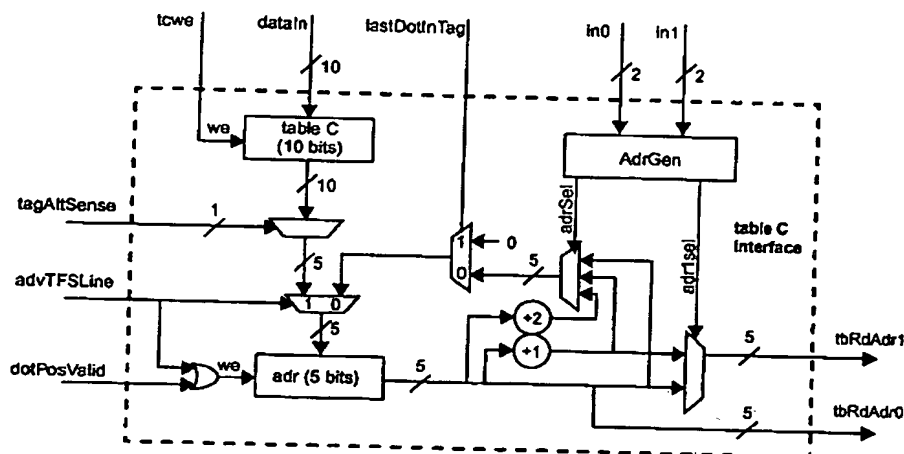 tcwe
dataIn
lastDotInTag
in0
in1
10
2
2
we
table C
(10 bits)
AdrGen
10
tagAltSense
1
adrSel
adr1sel
table C
Interface
1
0
0
5
5
advTFSLine
1 0
5
+2
+1
dotPosValid
we
adr (5 bits)
5
5
tbRdAdr1
5
tbRdAdr0